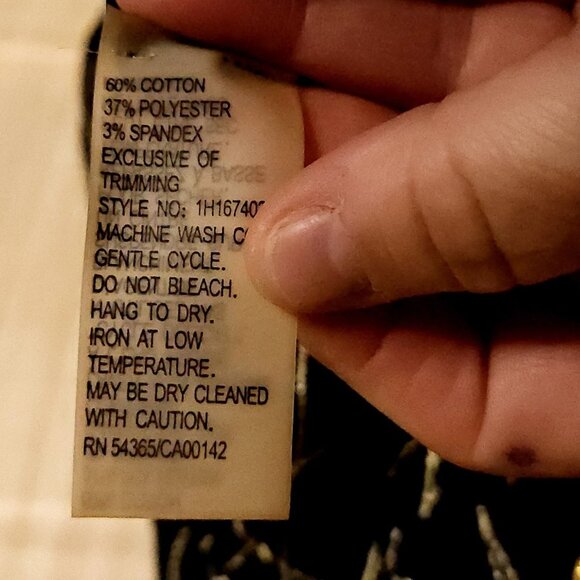 60% COTTON
37% POLYESTER
3% SPANDEX
EXCLUSIVE OF
TRIMMING
STYLE NO: 1H16740
MACHINE WASH
GENTLE CYCLE.
DO NOT BLEACH.
HANG TO DRY.
IRON AT LOW
TEMPERATURE.
MAY BE DRY CLEANED
WITH CAUTION.
RN 54365/CA00142